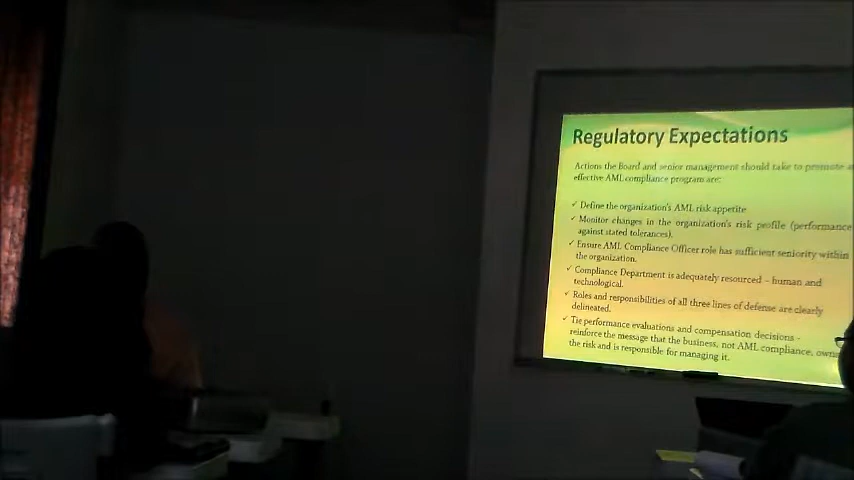 Regulatory Expectations
Actions the Board and senior management should take to promote
effective AML compliance program are:
✓ Define the organization's AML risk appetite
✓ Monitor changes in the organization's risk profile (performance
against stated tolerances).
✓ Ensure AML Compliance Officer role has sufficient seniority within
the organization.
✓ Compliance Department is adequately resourced – human and
technological.
✓ Roles and responsibilities of all three lines of defense are clearly
delineated.
✓ Tie performance evaluations and compensation decisions -
reinforce the message that the business, not AML compliance,
the risk and is responsible for managing it.